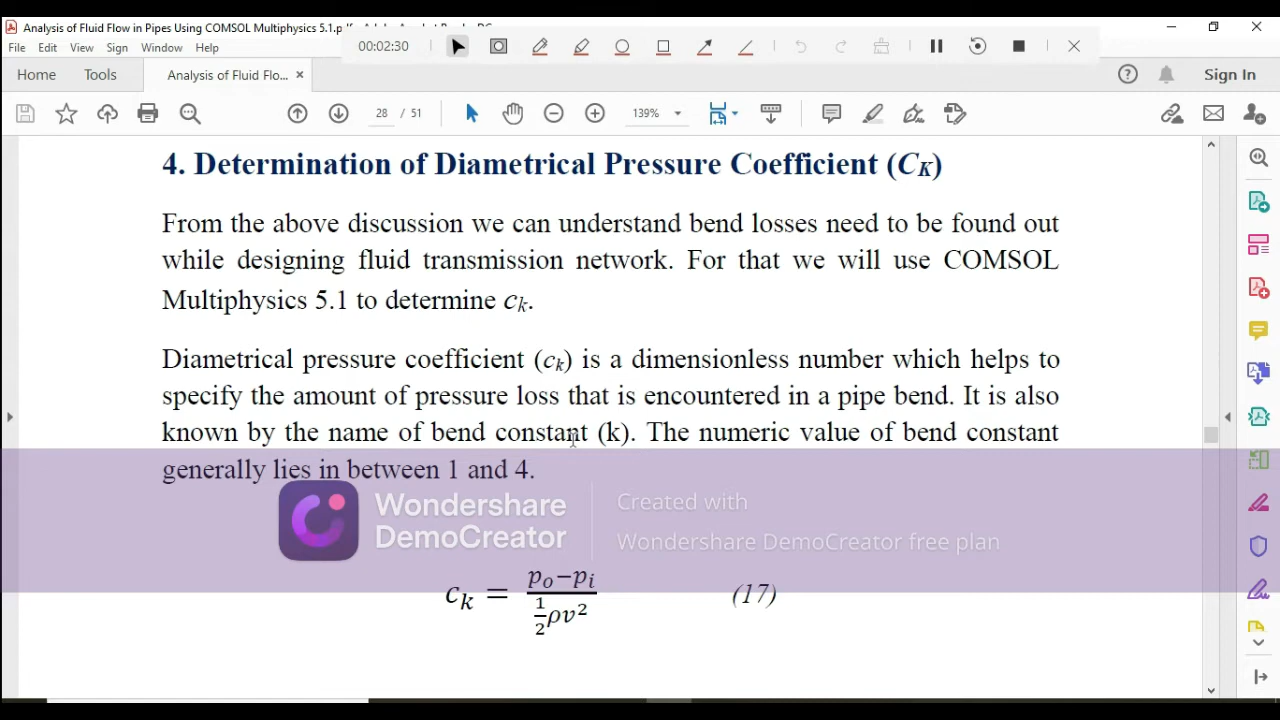 Analysis of Fluid Flow in Pipes Using COMSOL Multiphysics 5.1.p
File Edit View Sign Window Help
00:02:30
Home Tools Analysis of Fluid Flo... × Sign In
28 / 51 139%
4. Determination of Diametrical Pressure Coefficient (CK)
From the above discussion we can understand bend losses need to be found out
while designing fluid transmission network. For that we will use COMSOL
Multiphysics 5.1 to determine ck.
Diametrical pressure coefficient (ck) is a dimensionless number which helps to
specify the amount of pressure loss that is encountered in a pipe bend. It is also
known by the name of bend constant (k). The numeric value of bend constant
generally lies in between 1 and 4.
Wondershare
DemoCreator
Created with
Wondershare DemoCreator free plan
ck = (po−pi) / (1/2 ρv²) (17)